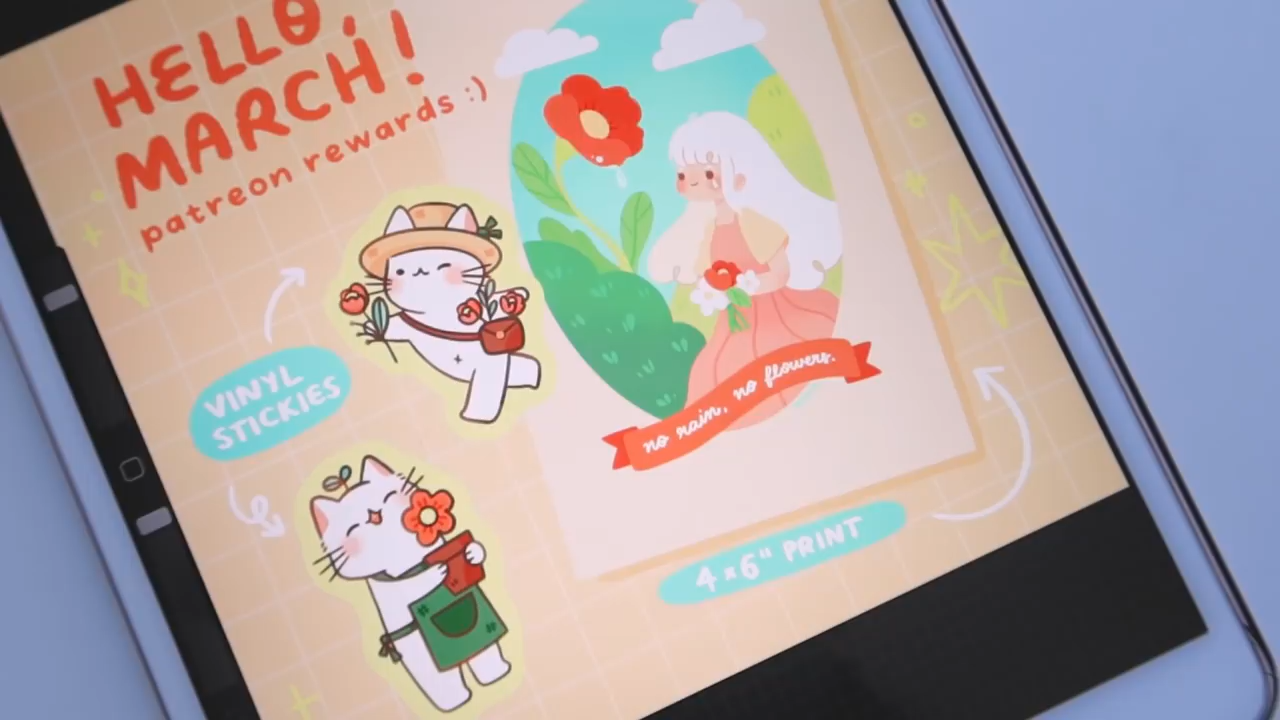 HELLO,
MARCH!
patreon rewards :)
VINYL
STICKIES
no rain, no flowers.
4x6" PRINT